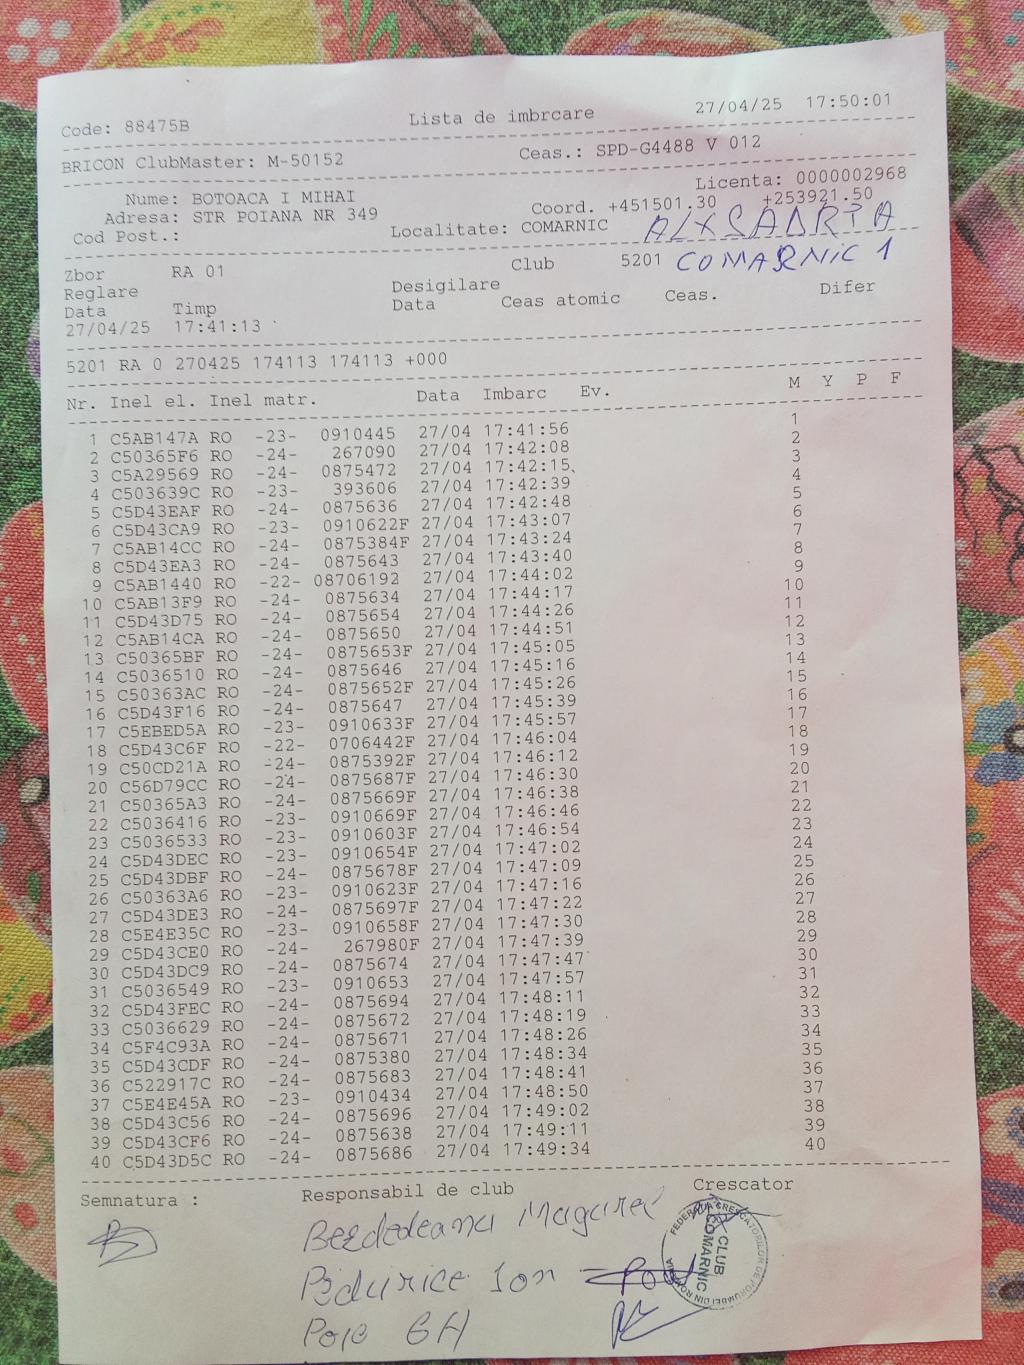 Code: 88475B Lista de imbrcare 27/04/25 17:50:01
BRICON ClubMaster: M-50152 Ceas.: SPD-G4488 V 012
Nume: BOTOACA I MIHAI Licenta: 0000002968
Adresa: STR POIANA NR 349 Coord. +451501.30 +253921.50
Cod Post.: Localitate: COMARNIC
Zbor RA 01 Club 5201 COMARNIC 1
Reglare Desigilare
Data Timp Data Ceas atomic Ceas. Difer
27/04/25 17:41:13
5201 RA 0 270425 174113 174113 +000
Nr. Inel el. Inel matr. Data Imbarc Ev. M Y P F
1 C5AB147A RO -23- 0910445 27/04 17:41:56 1
2 C50365F6 RO -24- 267090 27/04 17:42:08 2
3 C5A29569 RO -24- 0875472 27/04 17:42:15 3
4 C503639C RO -23- 393606 27/04 17:42:39 4
5 C5D43EAF RO -24- 0875636 27/04 17:42:48 5
6 C5D43CA9 RO -23- 0910622F 27/04 17:43:07 6
7 C5AB14CC RO -24- 0875384F 27/04 17:43:24 7
8 C5D43EA3 RO -24- 0875643 27/04 17:43:40 8
9 C5AB1440 RO -22- 08706192 27/04 17:44:02 9
10 C5AB13F9 RO -24- 0875634 27/04 17:44:17 10
11 C5D43D75 RO -24- 0875654 27/04 17:44:26 11
12 C5AB14CA RO -24- 0875650 27/04 17:44:51 12
13 C50365BF RO -24- 0875653F 27/04 17:45:05 13
14 C5036510 RO -24- 0875646 27/04 17:45:16 14
15 C50363AC RO -24- 0875652F 27/04 17:45:26 15
16 C5D43F16 RO -24- 0875647 27/04 17:45:39 16
17 C5EBED5A RO -23- 0910633F 27/04 17:45:57 17
18 C5D43C6F RO -22- 0706442F 27/04 17:46:04 18
19 C50CD21A RO -24- 0875392F 27/04 17:46:12 19
20 C56D79CC RO -24- 0875687F 27/04 17:46:30 20
21 C50365A3 RO -24- 0875669F 27/04 17:46:38 21
22 C5036416 RO -23- 0910669F 27/04 17:46:46 22
23 C5036533 RO -23- 0910603F 27/04 17:46:54 23
24 C5D43DEC RO -23- 0910654F 27/04 17:47:02 24
25 C5D43DBF RO -24- 0875678F 27/04 17:47:09 25
26 C50363A6 RO -23- 0910623F 27/04 17:47:16 26
27 C5D43DE3 RO -24- 0875697F 27/04 17:47:22 27
28 C5E4E35C RO -23- 0910658F 27/04 17:47:30 28
29 C5D43CE0 RO -24- 267980F 27/04 17:47:39 29
30 C5D43DC9 RO -24- 0875674 27/04 17:47:47 30
31 C5036549 RO -23- 0910653 27/04 17:47:57 31
32 C5D43FEC RO -24- 0875694 27/04 17:48:11 32
33 C5036629 RO -24- 0875672 27/04 17:48:19 33
34 C5F4C93A RO -24- 0875671 27/04 17:48:26 34
35 C5D43CDF RO -24- 0875380 27/04 17:48:34 35
36 C522917C RO -24- 0875683 27/04 17:48:41 36
37 C5E4E45A RO -23- 0910434 27/04 17:48:50 37
38 C5D43C56 RO -24- 0875696 27/04 17:49:02 38
39 C5D43CF6 RO -24- 0875638 27/04 17:49:11 39
40 C5D43D5C RO -24- 0875686 27/04 17:49:34 40
Semnatura : Responsabil de club Crescator
Ion
GH
FEDERATIA CRESCATORILOR DE PORUMBEI DIN ROMANIA
CLUB
COMARNIC